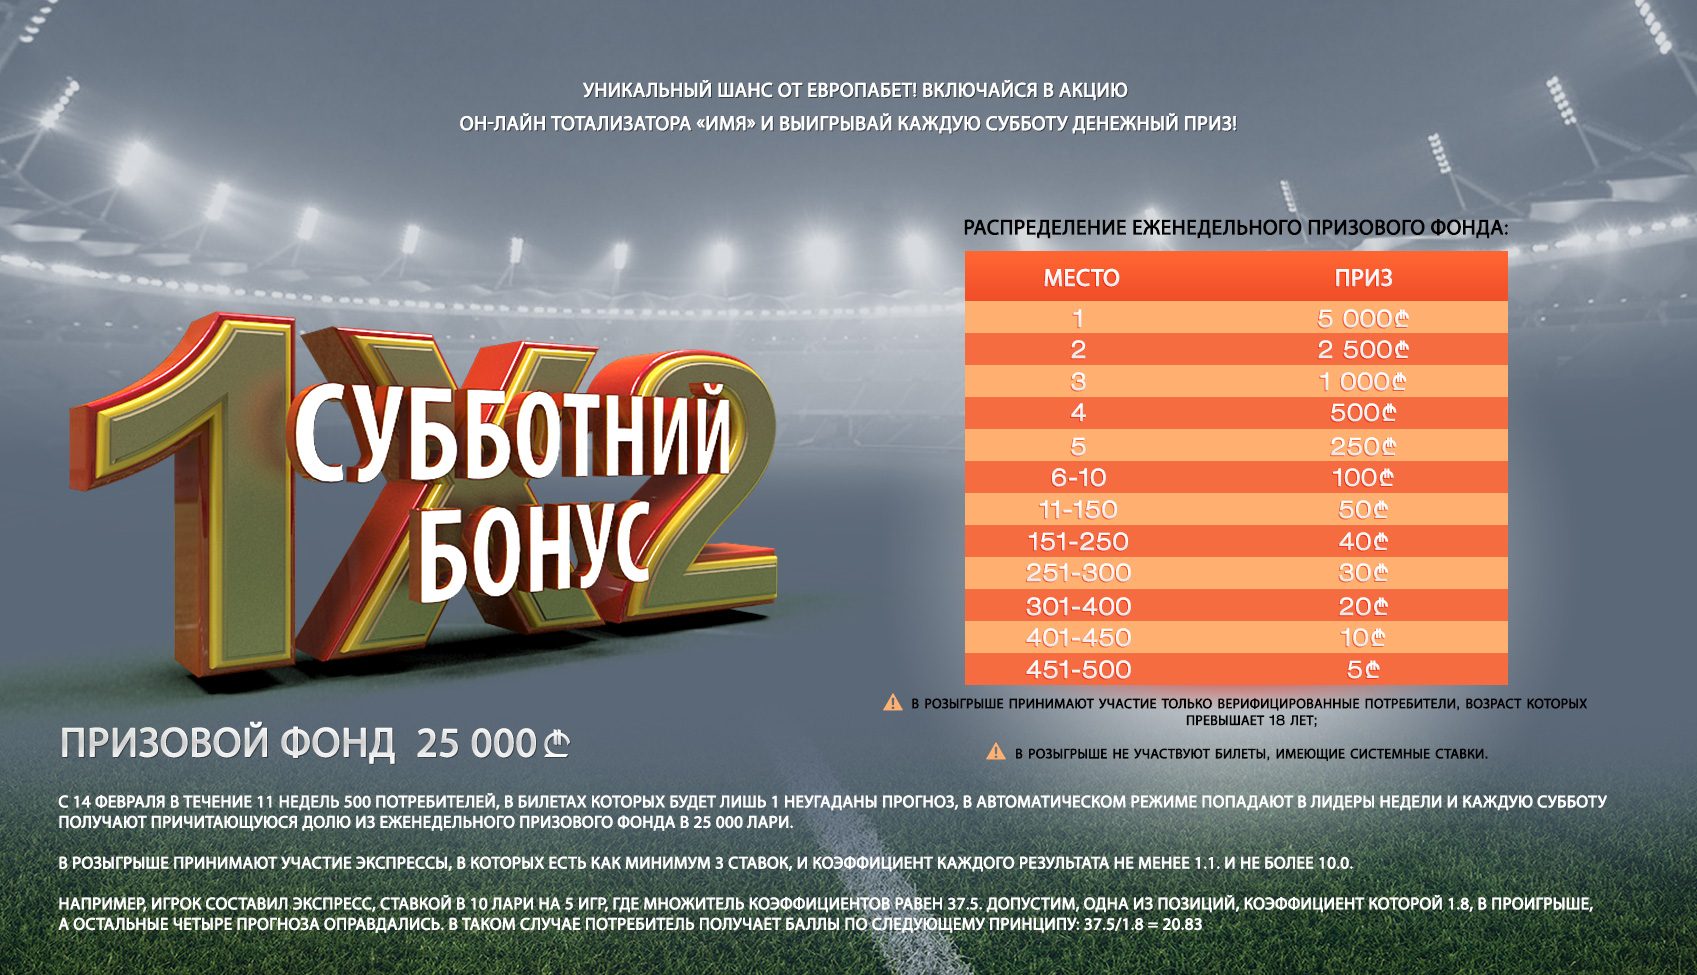 УНИКАЛЬНЫЙ ШАНС ОТ ЕВРОПАБЕТ! ВКЛЮЧАЙСЯ В АКЦИЮ
ОН-ЛАЙН ТОТАЛИЗАТОРА «ИМЯ» И ВЫИГРЫВАЙ КАЖДУЮ СУББОТУ ДЕНЕЖНЫЙ ПРИЗ!
1X2
СУББОТНИЙ
БОНУС
РАСПРЕДЕЛЕНИЕ ЕЖЕНЕДЕЛЬНОГО ПРИЗОВОГО ФОНДА:
МЕСТО ПРИЗ
1 5 000₾
2 2 500₾
3 1 000₾
4 500₾
5 250₾
6-10 100₾
11-150 50₾
151-250 40₾
251-300 30₾
301-400 20₾
401-450 10₾
451-500 5₾
В РОЗЫГРЫШЕ ПРИНИМАЮТ УЧАСТИЕ ТОЛЬКО ВЕРИФИЦИРОВАННЫЕ ПОТРЕБИТЕЛИ, ВОЗРАСТ КОТОРЫХ
ПРЕВЫШАЕТ 18 ЛЕТ;
В РОЗЫГРЫШЕ НЕ УЧАСТВУЮТ БИЛЕТЫ, ИМЕЮЩИЕ СИСТЕМНЫЕ СТАВКИ.
ПРИЗОВОЙ ФОНД 25 000 ₾
С 14 ФЕВРАЛЯ В ТЕЧЕНИЕ 11 НЕДЕЛЬ 500 ПОТРЕБИТЕЛЕЙ, В БИЛЕТАХ КОТОРЫХ БУДЕТ ЛИШЬ 1 НЕУГАДАНЫ ПРОГНОЗ, В АВТОМАТИЧЕСКОМ РЕЖИМЕ ПОПАДАЮТ В ЛИДЕРЫ НЕДЕЛИ И КАЖДУЮ СУББОТУ
ПОЛУЧАЮТ ПРИЧИТАЮЩУЮСЯ ДОЛЮ ИЗ ЕЖЕНЕДЕЛЬНОГО ПРИЗОВОГО ФОНДА В 25 000 ЛАРИ.
В РОЗЫГРЫШЕ ПРИНИМАЮТ УЧАСТИЕ ЭКСПРЕССЫ, В КОТОРЫХ ЕСТЬ КАК МИНИМУМ 3 СТАВОК, И КОЭФФИЦИЕНТ КАЖДОГО РЕЗУЛЬТАТА НЕ МЕНЕЕ 1.1. И НЕ БОЛЕЕ 10.0.
НАПРИМЕР, ИГРОК СОСТАВИЛ ЭКСПРЕСС, СТАВКОЙ В 10 ЛАРИ НА 5 ИГР, ГДЕ МНОЖИТЕЛЬ КОЭФФИЦИЕНТОВ РАВЕН 37.5. ДОПУСТИМ, ОДНА ИЗ ПОЗИЦИЙ, КОЭФФИЦИЕНТ КОТОРОЙ 1.8, В ПРОИГРЫШЕ,
А ОСТАЛЬНЫЕ ЧЕТЫРЕ ПРОГНОЗА ОПРАВДАЛИСЬ. В ТАКОМ СЛУЧАЕ ПОТРЕБИТЕЛЬ ПОЛУЧАЕТ БАЛЛЫ ПО СЛЕДУЮЩЕМУ ПРИНЦИПУ: 37.5/1.8 = 20.83